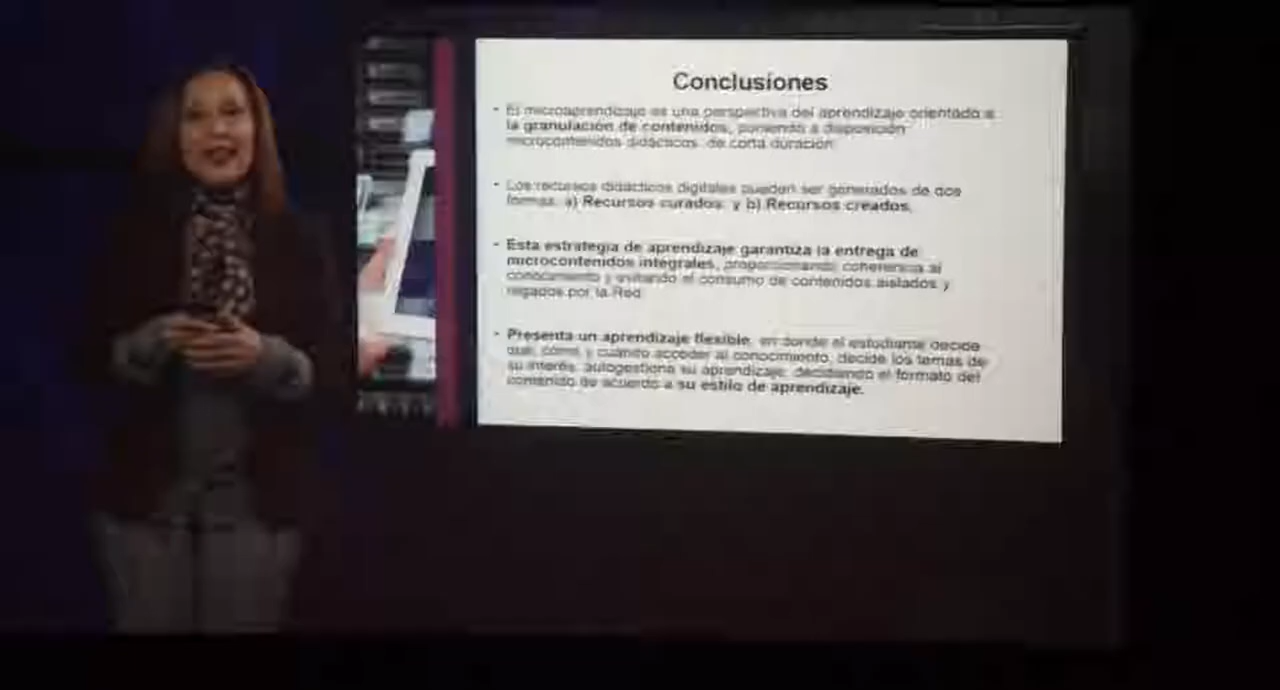 Conclusiones
• El microaprendizaje es una perspectiva del aprendizaje orientado a
la granulación de contenidos, poniendo a disposición
microcontenidos didácticos, de corta duración
• Los recursos didácticos digitales pueden ser generados de dos
formas: a) Recursos curados y b) Recursos creados.
• Esta estrategia de aprendizaje garantiza la entrega de
microcontenidos integrales, proporcionando coherencia al
conocimiento y evitando el consumo de contenidos aislados y
regados por la Red
• Presenta un aprendizaje flexible, en donde el estudiante decide
qué, cómo y cuándo acceder al conocimiento, decide los temas de
su interés, autogestiona su aprendizaje, decidiendo el formato del
contenido de acuerdo a su estilo de aprendizaje.